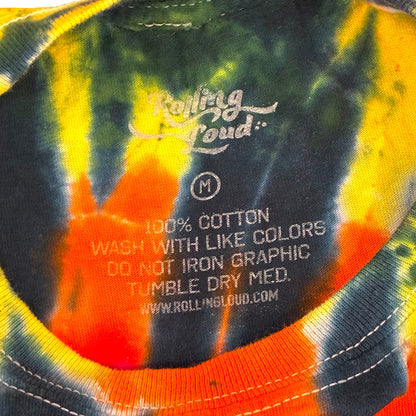 Rolling
Loud
M
100% COTTON
WASH WITH LIKE COLORS
DO NOT IRON GRAPHIC
TUMBLE DRY MED.
WWW.ROLLINGLOUD.COM